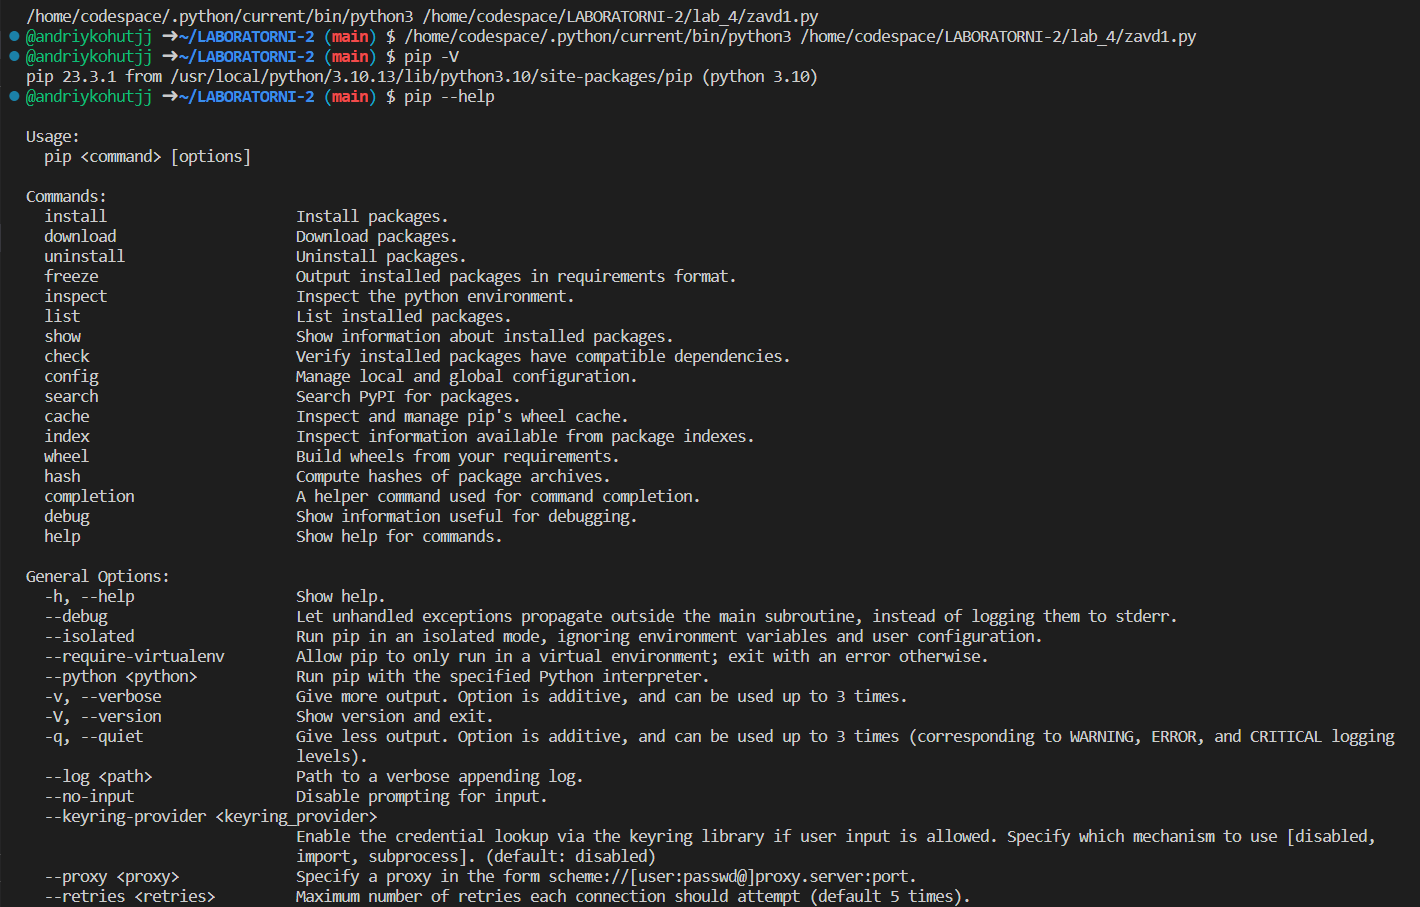 /home/codespace/.python/current/bin/python3 /home/codespace/LABORATORNI-2/lab_4/zavd1.py
@andriykohutjj ➜~/LABORATORNI-2 (main) $ /home/codespace/.python/current/bin/python3 /home/codespace/LABORATORNI-2/lab_4/zavd1.py
@andriykohutjj ➜~/LABORATORNI-2 (main) $ pip -V
pip 23.3.1 from /usr/local/python/3.10.13/lib/python3.10/site-packages/pip (python 3.10)
@andriykohutjj ➜~/LABORATORNI-2 (main) $ pip --help
Usage:
pip <command> [options]
Commands:
install Install packages.
download Download packages.
uninstall Uninstall packages.
freeze Output installed packages in requirements format.
inspect Inspect the python environment.
list List installed packages.
show Show information about installed packages.
check Verify installed packages have compatible dependencies.
config Manage local and global configuration.
search Search PyPI for packages.
cache Inspect and manage pip's wheel cache.
index Inspect information available from package indexes.
wheel Build wheels from your requirements.
hash Compute hashes of package archives.
completion A helper command used for command completion.
debug Show information useful for debugging.
help Show help for commands.
General Options:
-h, --help Show help.
--debug Let unhandled exceptions propagate outside the main subroutine, instead of logging them to stderr.
--isolated Run pip in an isolated mode, ignoring environment variables and user configuration.
--require-virtualenv Allow pip to only run in a virtual environment; exit with an error otherwise.
--python <python> Run pip with the specified Python interpreter.
-v, --verbose Give more output. Option is additive, and can be used up to 3 times.
-V, --version Show version and exit.
-q, --quiet Give less output. Option is additive, and can be used up to 3 times (corresponding to WARNING, ERROR, and CRITICAL logging
levels).
--log <path> Path to a verbose appending log.
--no-input Disable prompting for input.
--keyring-provider <keyring_provider>
Enable the credential lookup via the keyring library if user input is allowed. Specify which mechanism to use [disabled,
import, subprocess]. (default: disabled)
--proxy <proxy> Specify a proxy in the form scheme://[user:passwd@]proxy.server:port.
--retries <retries> Maximum number of retries each connection should attempt (default 5 times).